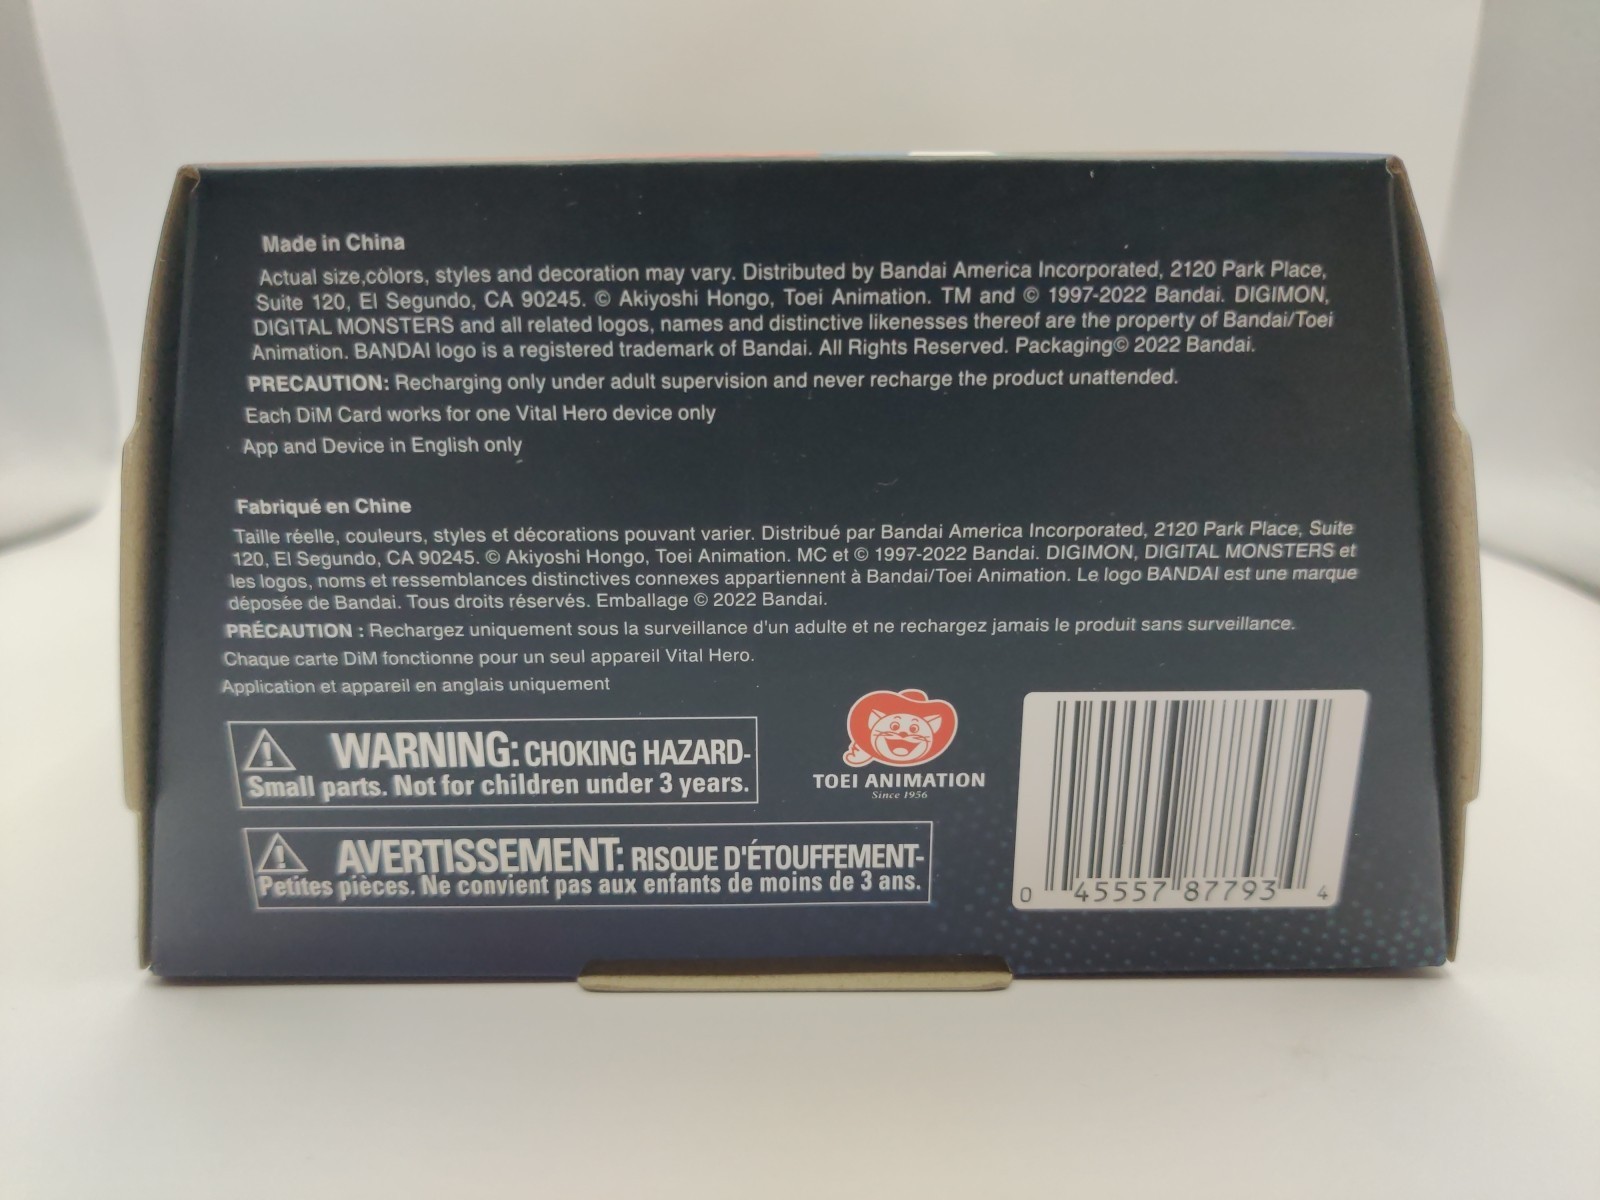 Made in China
Actual size,colors, styles and decoration may vary. Distributed by Bandai America Incorporated, 2120 Park Place,
Suite 120, El Segundo, CA 90245. © Akiyoshi Hongo, Toei Animation. TM and © 1997-2022 Bandai. DIGIMON,
DIGITAL MONSTERS and all related logos, names and distinctive likenesses thereof are the property of Bandai/Toei
Animation. BANDAI logo is a registered trademark of Bandai. All Rights Reserved. Packaging© 2022 Bandai.
PRECAUTION: Recharging only under adult supervision and never recharge the product unattended.
Each DiM Card works for one Vital Hero device only
App and Device in English only
Fabriqué en Chine
Taille réelle, couleurs, styles et décorations pouvant varier. Distribué par Bandai America Incorporated, 2120 Park Place, Suite
120, El Segundo, CA 90245. © Akiyoshi Hongo, Toei Animation. MC et © 1997-2022 Bandai. DIGIMON, DIGITAL MONSTERS et
les logos, noms et ressemblances distinctives connexes appartiennent à Bandai/Toei Animation. Le logo BANDAI est une marque
déposée de Bandai. Tous droits réservés. Emballage © 2022 Bandai.
PRÉCAUTION : Rechargez uniquement sous la surveillance d'un adulte et ne rechargez jamais le produit sans surveillance.
Chaque carte DiM fonctionne pour un seul appareil Vital Hero.
Application et appareil en anglais uniquement
WARNING: CHOKING HAZARD-
Small parts. Not for children under 3 years.
AVERTISSEMENT: RISQUE D'ÉTOUFFEMENT-
Petites pièces. Ne convient pas aux enfants de moins de 3 ans.
TOEI ANIMATION
Since 1956
0 45557 87793 4